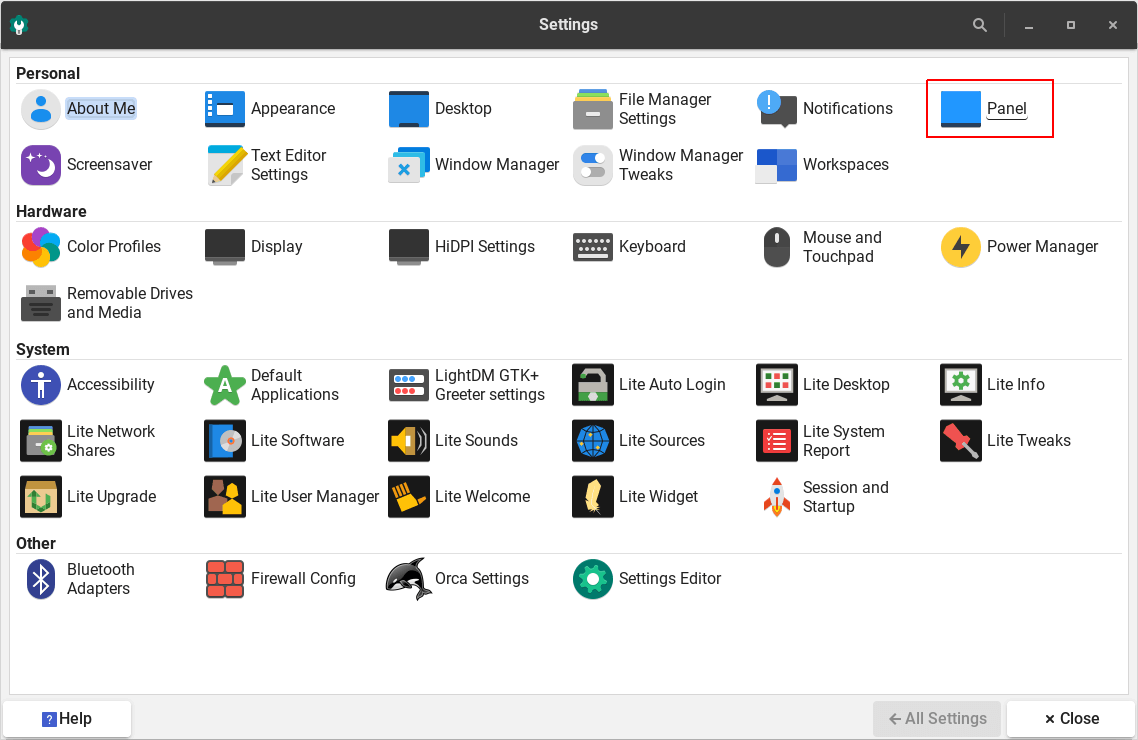 Settings
Personal
About Me
Appearance
Desktop
File Manager
Settings
Notifications
Panel
Screensaver
Text Editor
Settings
Window Manager
Window Manager
Tweaks
Workspaces
Hardware
Color Profiles
Display
HiDPI Settings
Keyboard
Mouse and
Touchpad
Power Manager
Removable Drives
and Media
System
Accessibility
Default
Applications
LightDM GTK+
Greeter settings
Lite Auto Login
Lite Desktop
Lite Info
Lite Network
Shares
Lite Software
Lite Sounds
Lite Sources
Lite System
Report
Lite Tweaks
Lite Upgrade
Lite User Manager
Lite Welcome
Lite Widget
Session and
Startup
Other
Bluetooth
Adapters
Firewall Config
Orca Settings
Settings Editor
Help
All Settings
Close